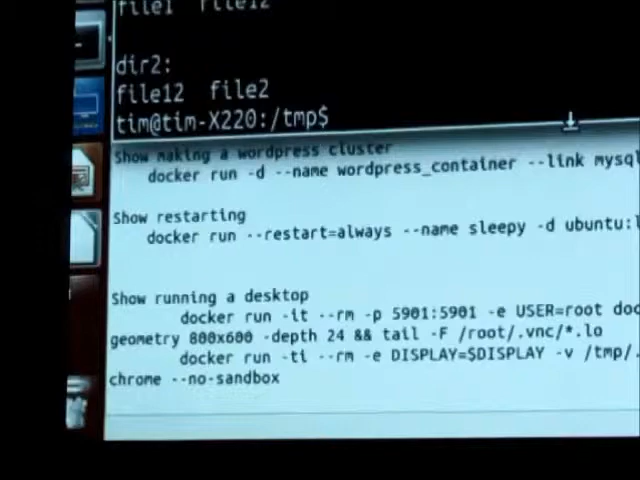 file1 file12
dir2:
file12 file2
tim@tim-X220:/tmp$
Show making a wordpress cluster
docker run -d --name wordpress_container --link mysql
Show restarting
docker run --restart=always --name sleepy -d ubuntu:
Show running a desktop
docker run -it --rm -p 5901:5901 -e USER=root doc
geometry 800x600 -depth 24 && tail -F /root/.vnc/*.lo
docker run -ti --rm -e DISPLAY=$DISPLAY -v /tmp/.
chrome --no-sandbox